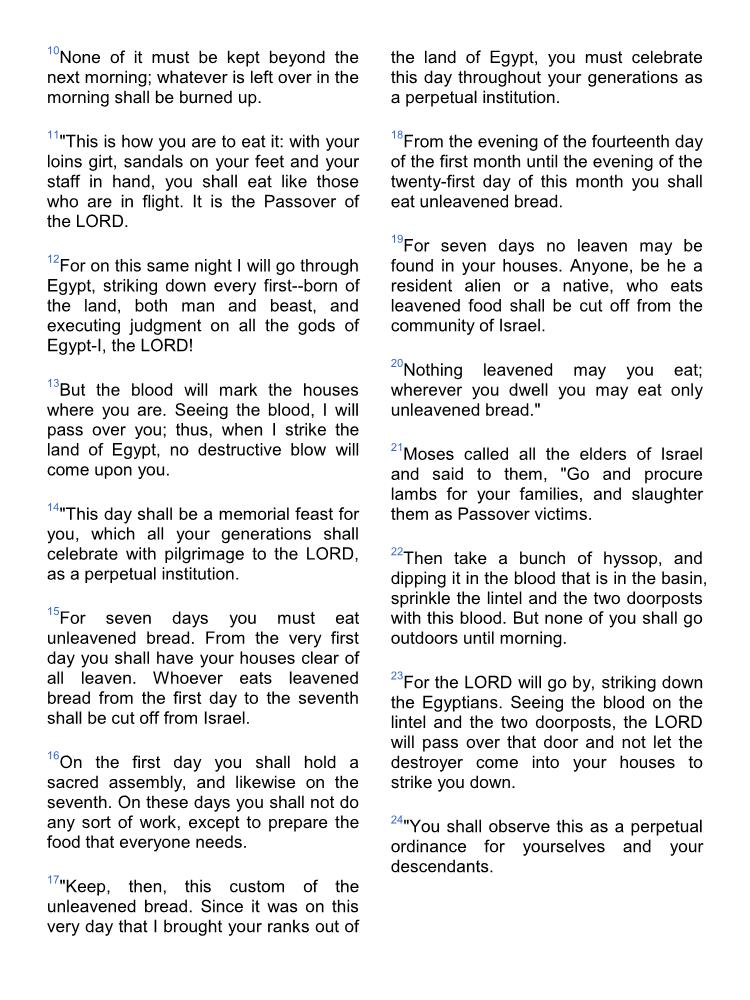 10None of it must be kept beyond the
next morning; whatever is left over in the
morning shall be burned up.
11"This is how you are to eat it: with your
loins girt, sandals on your feet and your
staff in hand, you shall eat like those
who are in flight. It is the Passover of
the LORD.
12For on this same night I will go through
Egypt, striking down every first--born of
the land, both man and beast, and
executing judgment on all the gods of
Egypt-I, the LORD!
13But the blood will mark the houses
where you are. Seeing the blood, I will
pass over you; thus, when I strike the
land of Egypt, no destructive blow will
come upon you.
14"This day shall be a memorial feast for
you, which all your generations shall
celebrate with pilgrimage to the LORD,
as a perpetual institution.
15For seven days you must eat
unleavened bread. From the very first
day you shall have your houses clear of
all leaven. Whoever eats leavened
bread from the first day to the seventh
shall be cut off from Israel.
16On the first day you shall hold a
sacred assembly, and likewise on the
seventh. On these days you shall not do
any sort of work, except to prepare the
food that everyone needs.
17"Keep, then, this custom of the
unleavened bread. Since it was on this
very day that I brought your ranks out of
the land of Egypt, you must celebrate
this day throughout your generations as
a perpetual institution.
18From the evening of the fourteenth day
of the first month until the evening of the
twenty-first day of this month you shall
eat unleavened bread.
19For seven days no leaven may be
found in your houses. Anyone, be he a
resident alien or a native, who eats
leavened food shall be cut off from the
community of Israel.
20Nothing leavened may you eat;
wherever you dwell you may eat only
unleavened bread."
21Moses called all the elders of Israel
and said to them, "Go and procure
lambs for your families, and slaughter
them as Passover victims.
22Then take a bunch of hyssop, and
dipping it in the blood that is in the basin,
sprinkle the lintel and the two doorposts
with this blood. But none of you shall go
outdoors until morning.
23For the LORD will go by, striking down
the Egyptians. Seeing the blood on the
lintel and the two doorposts, the LORD
will pass over that door and not let the
destroyer come into your houses to
strike you down.
24"You shall observe this as a perpetual
ordinance for yourselves and your
descendants.